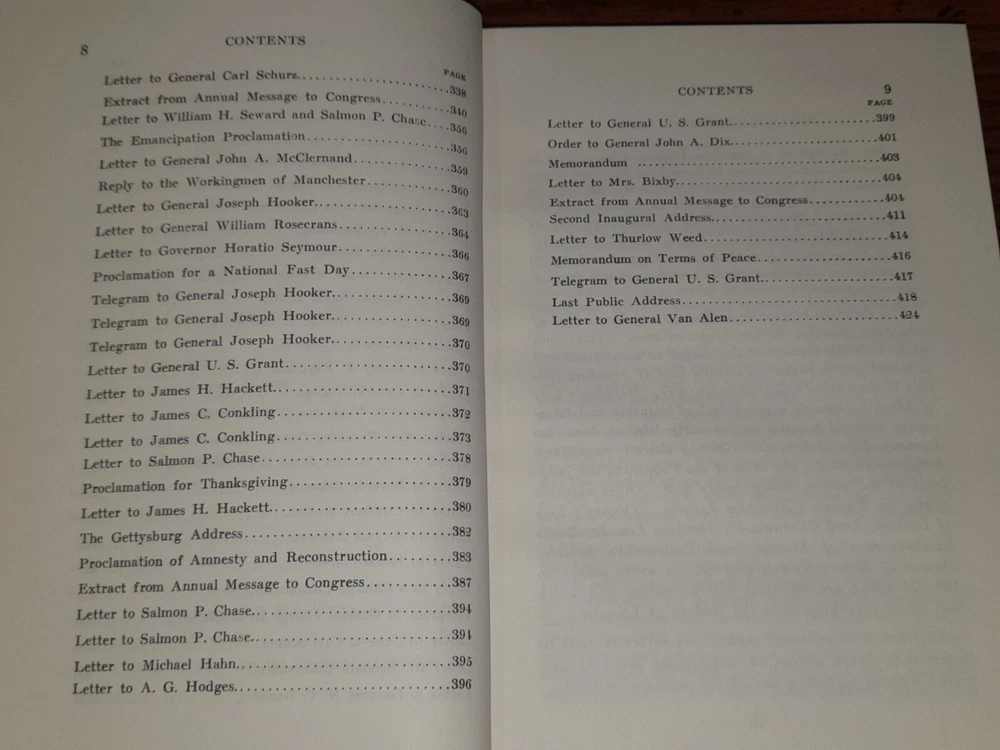 8
CONTENTS
PAGE
Letter to General Carl Schurz..................338
Extract from Annual Message to Congress..........340
Letter to William H. Seward and Salmon P. Chase....356
The Emancipation Proclamation..................356
Letter to General John A. McClernand............359
Reply to the Workingmen of Manchester............360
Letter to General Joseph Hooker..................363
Letter to General William Rosecrans..............364
Letter to Governor Horatio Seymour..............366
Proclamation for a National Fast Day..............367
Telegram to General Joseph Hooker................369
Telegram to General Joseph Hooker................369
Telegram to General Joseph Hooker................370
Letter to General U. S. Grant....................370
Letter to James H. Hackett......................371
Letter to James C. Conkling......................372
Letter to James C. Conkling......................373
Letter to Salmon P. Chase........................378
Proclamation for Thanksgiving....................379
Letter to James H. Hackett......................380
The Gettysburg Address..........................382
Proclamation of Amnesty and Reconstruction........383
Extract from Annual Message to Congress............387
Letter to Salmon P. Chase........................394
Letter to Salmon P. Chase........................394
Letter to Michael Hahn..........................395
Letter to A. G. Hodges..........................396
CONTENTS
9
PAGE
Letter to General U. S. Grant....................399
Order to General John A. Dix....................401
Memorandum ..................................403
Letter to Mrs. Bixby............................404
Extract from Annual Message to Congress..........404
Second Inaugural Address........................411
Letter to Thurlow Weed..........................414
Memorandum on Terms of Peace....................416
Telegram to General U. S. Grant..................417
Last Public Address..............................418
Letter to General Van Alen......................424